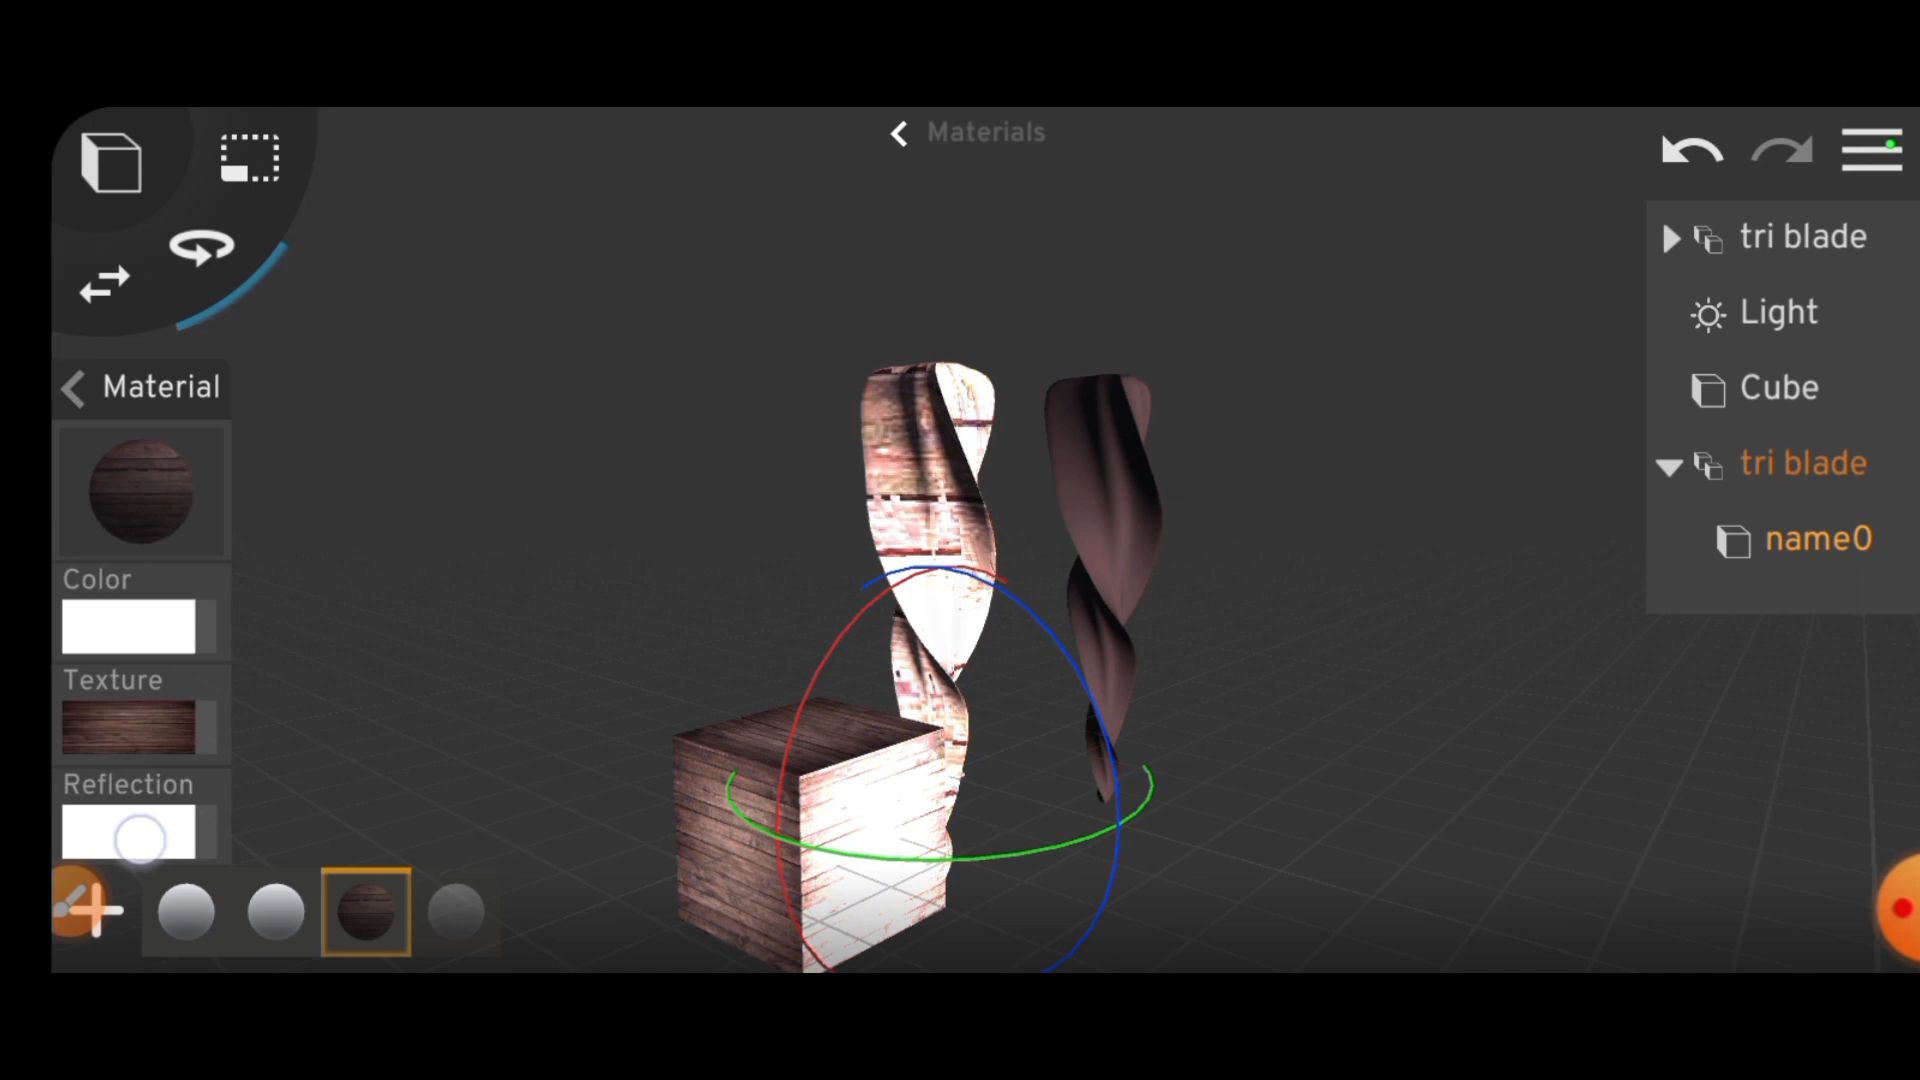 Materials
tri blade
Light
Cube
tri blade
name0
Material
Color
Texture
Reflection